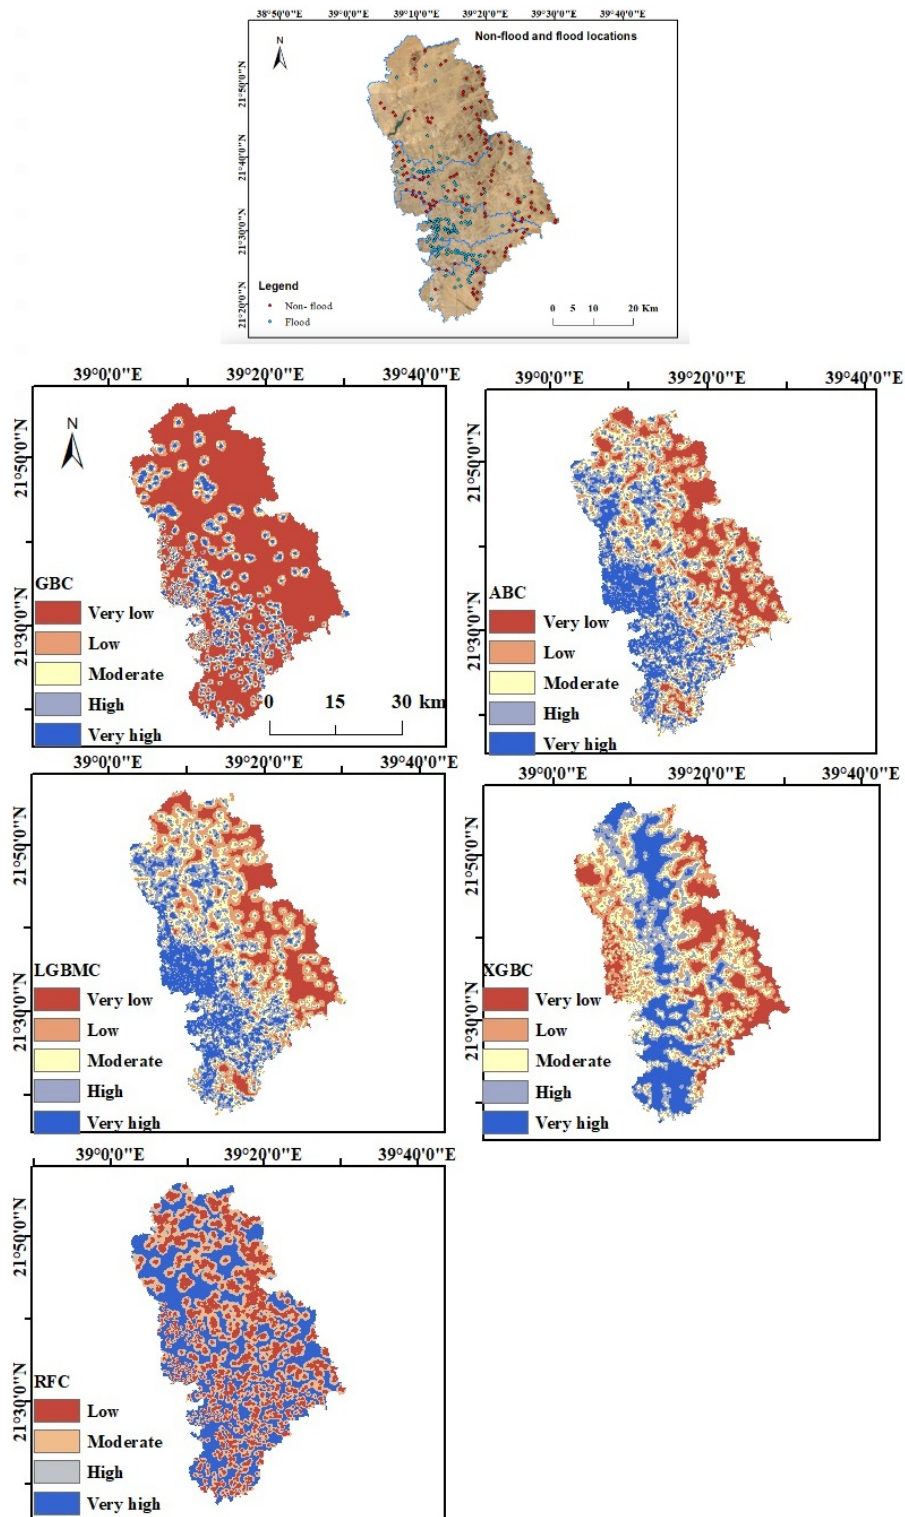 38°50'0"E 39°0'0"E 39°10'0"E 39°20'0"E 39°30'0"E 39°40'0"E
Non-flood and flood locations
N
21°50'0"N
21°40'0"N
21°30'0"N
21°20'0"N
Legend
Non- flood
Flood
0 5 10 20 Km
39°0'0"E 39°20'0"E 39°40'0"E
N
21°50'0"N
21°30'0"N
GBC
Very low
Low
Moderate
High
Very high
0 15 30 km
39°0'0"E 39°20'0"E 39°40'0"E
21°50'0"N
21°30'0"N
ABC
Very low
Low
Moderate
High
Very high
39°0'0"E 39°20'0"E 39°40'0"E
21°50'0"N
21°30'0"N
LGBMC
Very low
Low
Moderate
High
Very high
39°0'0"E 39°20'0"E 39°40'0"E
21°50'0"N
21°30'0"N
XGBC
Very low
Low
Moderate
High
Very high
39°0'0"E 39°20'0"E 39°40'0"E
21°50'0"N
21°30'0"N
RFC
Low
Moderate
High
Very high